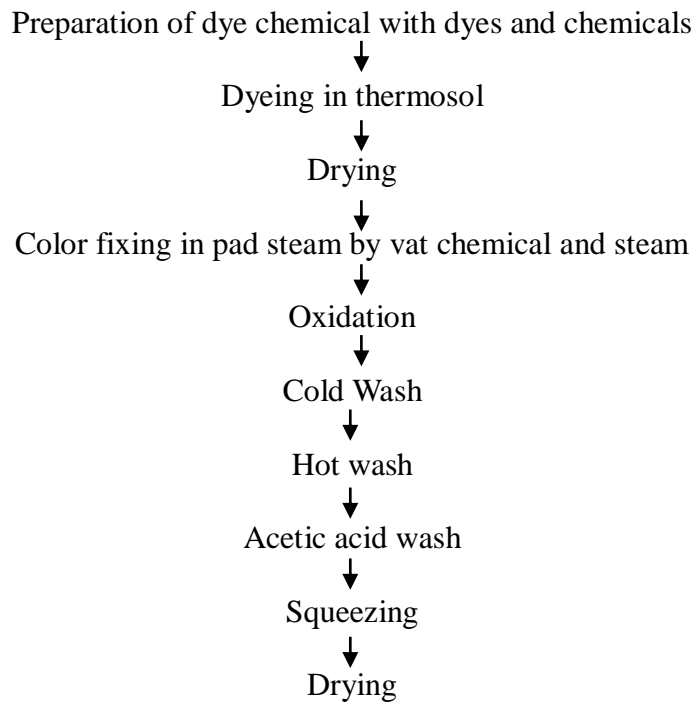 Preparation of dye chemical with dyes and chemicals
Dyeing in thermosol
Drying
Color fixing in pad steam by vat chemical and steam
Oxidation
Cold Wash
Hot wash
Acetic acid wash
Squeezing
Drying